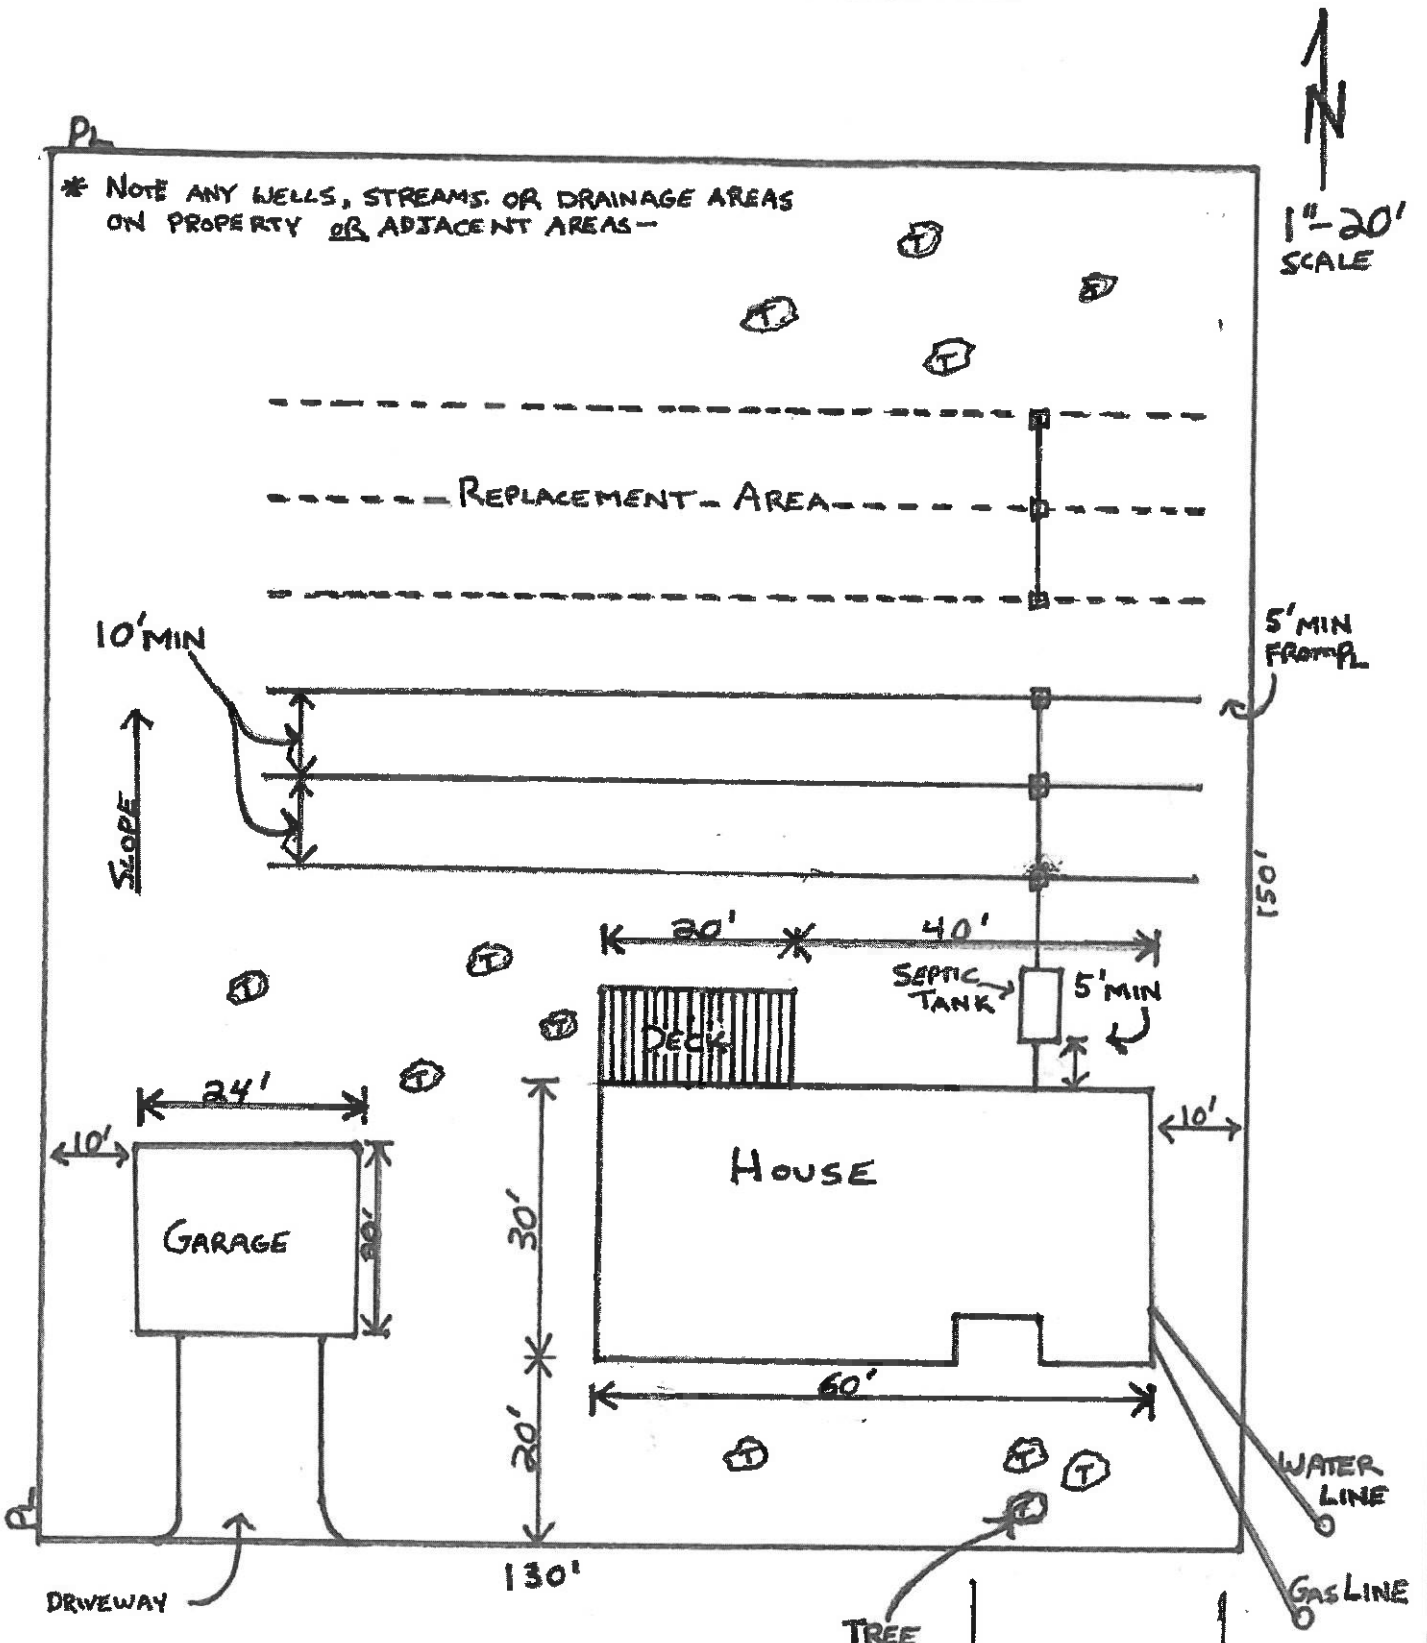 N
1"-20'
SCALE
PL
* NOTE ANY WELLS, STREAMS. OR DRAINAGE AREAS
ON PROPERTY OR ADJACENT AREAS-
T
T
T
REPLACEMENT - AREA
10' MIN
5' MIN
FROM PL
SLOPE
150'
20'
40'
SEPTIC
TANK
5' MIN
T
T
T
T
DECK
24'
10'
10'
HOUSE
30'
GARAGE
20'
60'
20'
T
T
T
T
WATER
LINE
PL
130'
DRIVEWAY
GAS LINE
TREE